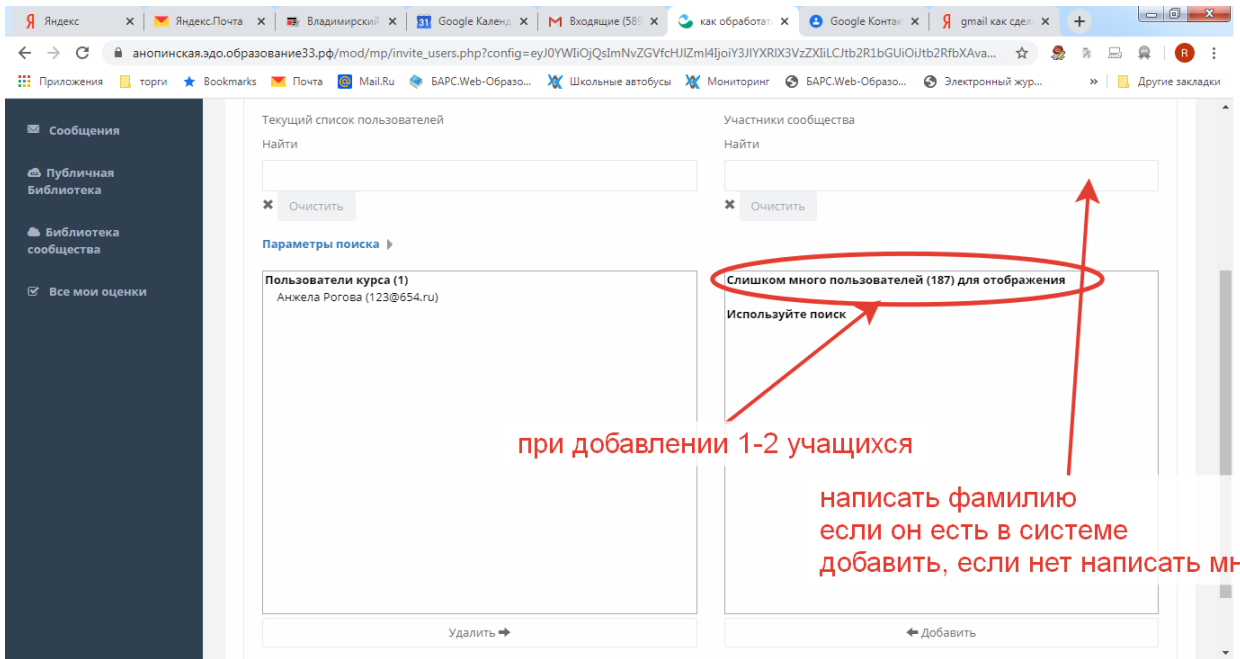 Яндекс Яндекс.Почта Владимирский Google Календ Входящие (589 как обработат Google Контак gmail как сдел
анопинская.эдо.образование33.рф/mod/mp/
Приложения торги Bookmarks Почта Mail.Ru БАРС.Web-Образо... Школьные автобусы Мониторинг БАРС.Web-Образо... Электронный жур... » Другие закладки
Сообщения
Публичная
Библиотека
Библиотека
сообщества
Все мои оценки
Текущий список пользователей
Найти
Очистить
Параметры поиска
Пользователи курса (1)
Анжела Рогова (123@654.ru)
Удалить
Участники сообщества
Найти
Очистить
Слишком много пользователей (187) для отображения
Используйте поиск
Добавить
при добавлении 1-2 учащихся
написать фамилию
если он есть в системе
добавить, если нет написать мн